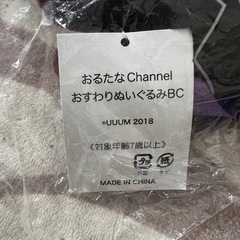 おるたなChannel
おすわりぬいぐるみBC
©UUUM 2018
《対象年齢7歳以上》
MADE IN CHINA